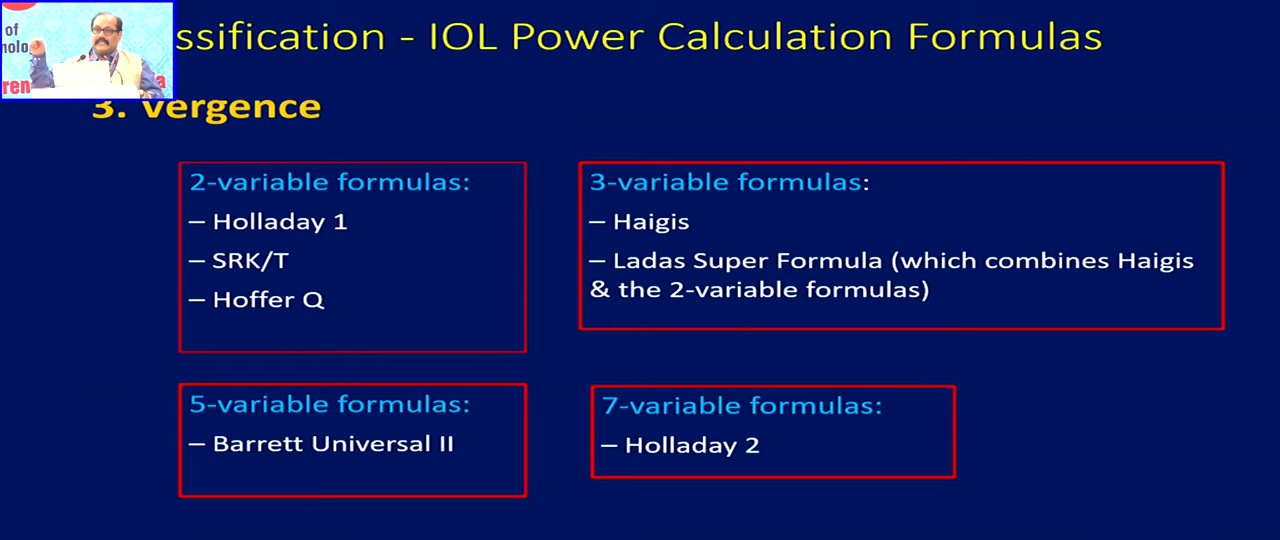 of
ssification - IOL Power Calculation Formulas
3. Vergence
2-variable formulas:
– Holladay 1
– SRK/T
– Hoffer Q
3-variable formulas:
– Haigis
– Ladas Super Formula (which combines Haigis
& the 2-variable formulas)
5-variable formulas:
– Barrett Universal II
7-variable formulas:
– Holladay 2